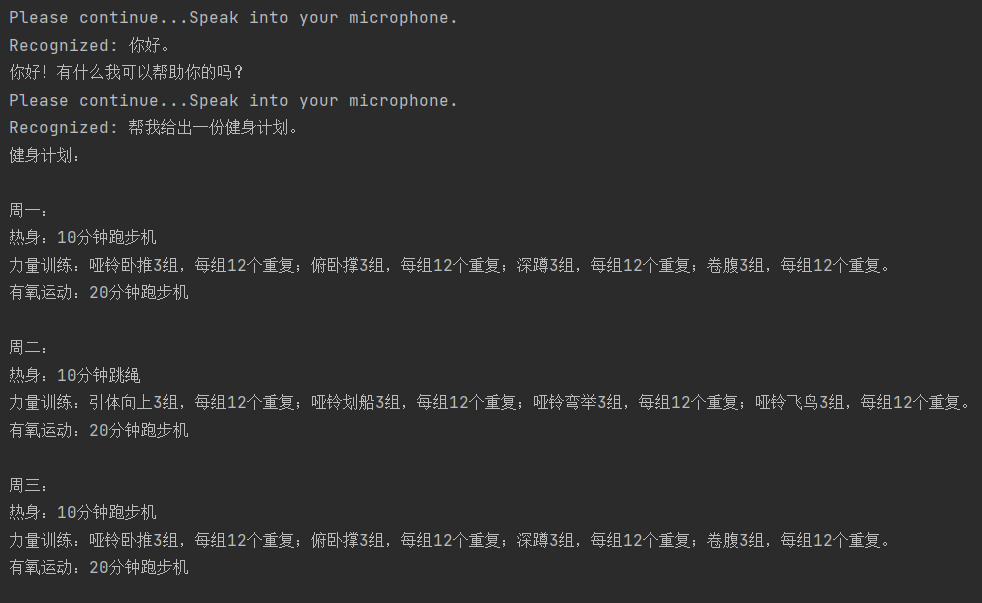 Please continue...Speak into your microphone.
Recognized: 你好。
你好！有什么我可以帮助你的吗？
Please continue...Speak into your microphone.
Recognized: 帮我给出一份健身计划。
健身计划：
周一：
热身：10分钟跑步机
力量训练：哑铃卧推3组，每组12个重复；俯卧撑3组，每组12个重复；深蹲3组，每组12个重复；卷腹3组，每组12个重复。
有氧运动：20分钟跑步机
周二：
热身：10分钟跳绳
力量训练：引体向上3组，每组12个重复；哑铃划船3组，每组12个重复；哑铃弯举3组，每组12个重复；哑铃飞鸟3组，每组12个重复。
有氧运动：20分钟跑步机
周三：
热身：10分钟跑步机
力量训练：哑铃卧推3组，每组12个重复；俯卧撑3组，每组12个重复；深蹲3组，每组12个重复；卷腹3组，每组12个重复。
有氧运动：20分钟跑步机